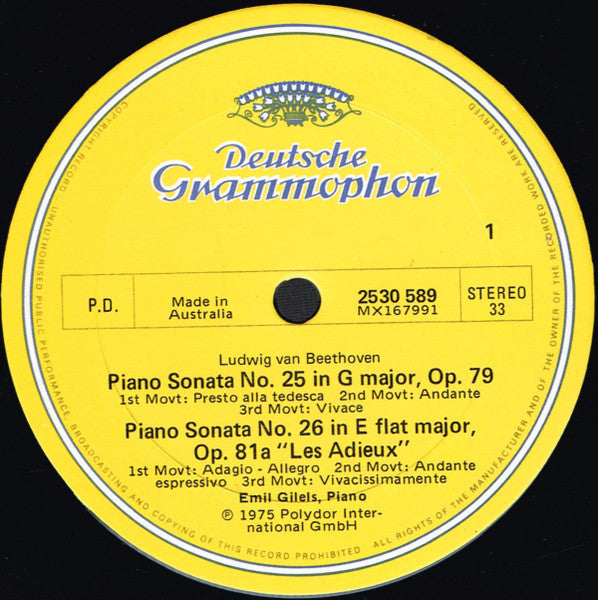 Deutsche
Grammophon
1
P.D.
Made in
Australia
2530 589
MX167991
STEREO
33
Ludwig van Beethoven
Piano Sonata No. 25 in G major, Op. 79
1st Movt: Presto alla tedesca 2nd Movt: Andante
3rd Movt: Vivace
Piano Sonata No. 26 in E flat major,
Op. 81a "Les Adieux"
1st Movt: Adagio - Allegro 2nd Movt: Andante
espressivo 3rd Movt: Vivacissimamente
Emil Gilels, Piano
℗ 1975 Polydor Inter-
national GmbH
COPYRIGHT RECORD · UNAUTHORISED PUBLIC PERFORMANCE, BROADCASTING AND COPYING OF THIS RECORD PROHIBITED · ALL RIGHTS OF THE MANUFACTURER AND OF THE OWNER OF THE RECORDED WORK ARE RESERVED